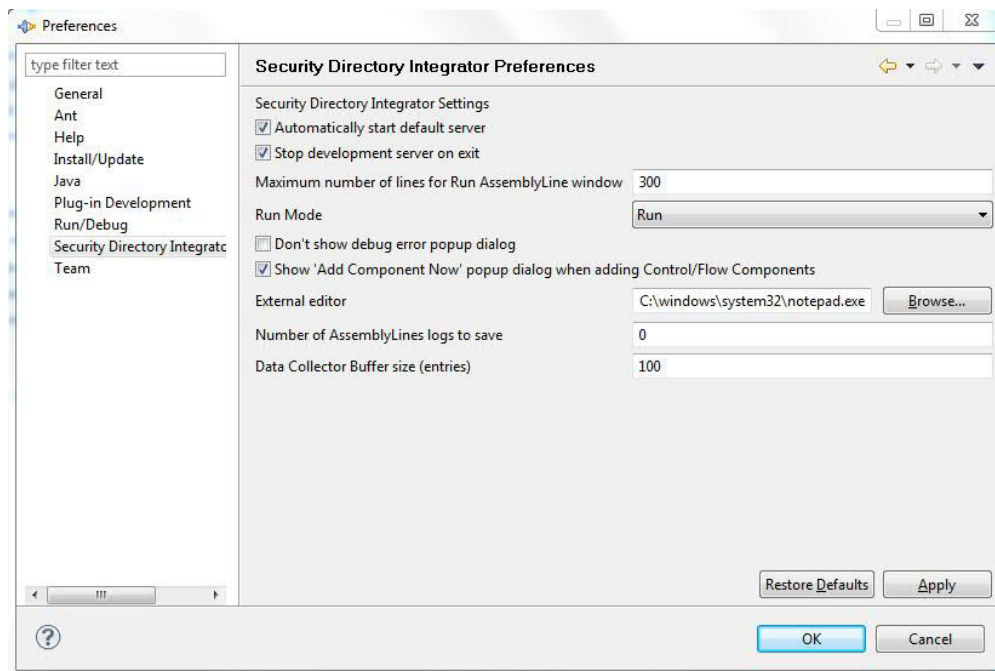 Preferences
type filter text
General
Ant
Help
Install/Update
Java
Plug-in Development
Run/Debug
Security Directory Integratc
Team
Security Directory Integrator Preferences
Security Directory Integrator Settings
Automatically start default server
Stop development server on exit
Maximum number of lines for Run AssemblyLine window 300
Run Mode Run
Don't show debug error popup dialog
Show 'Add Component Now' popup dialog when adding Control/Flow Components
External editor C:\windows\system32\notepad.exe Browse...
Number of AssemblyLines logs to save 0
Data Collector Buffer size (entries) 100
Restore Defaults Apply
? OK Cancel